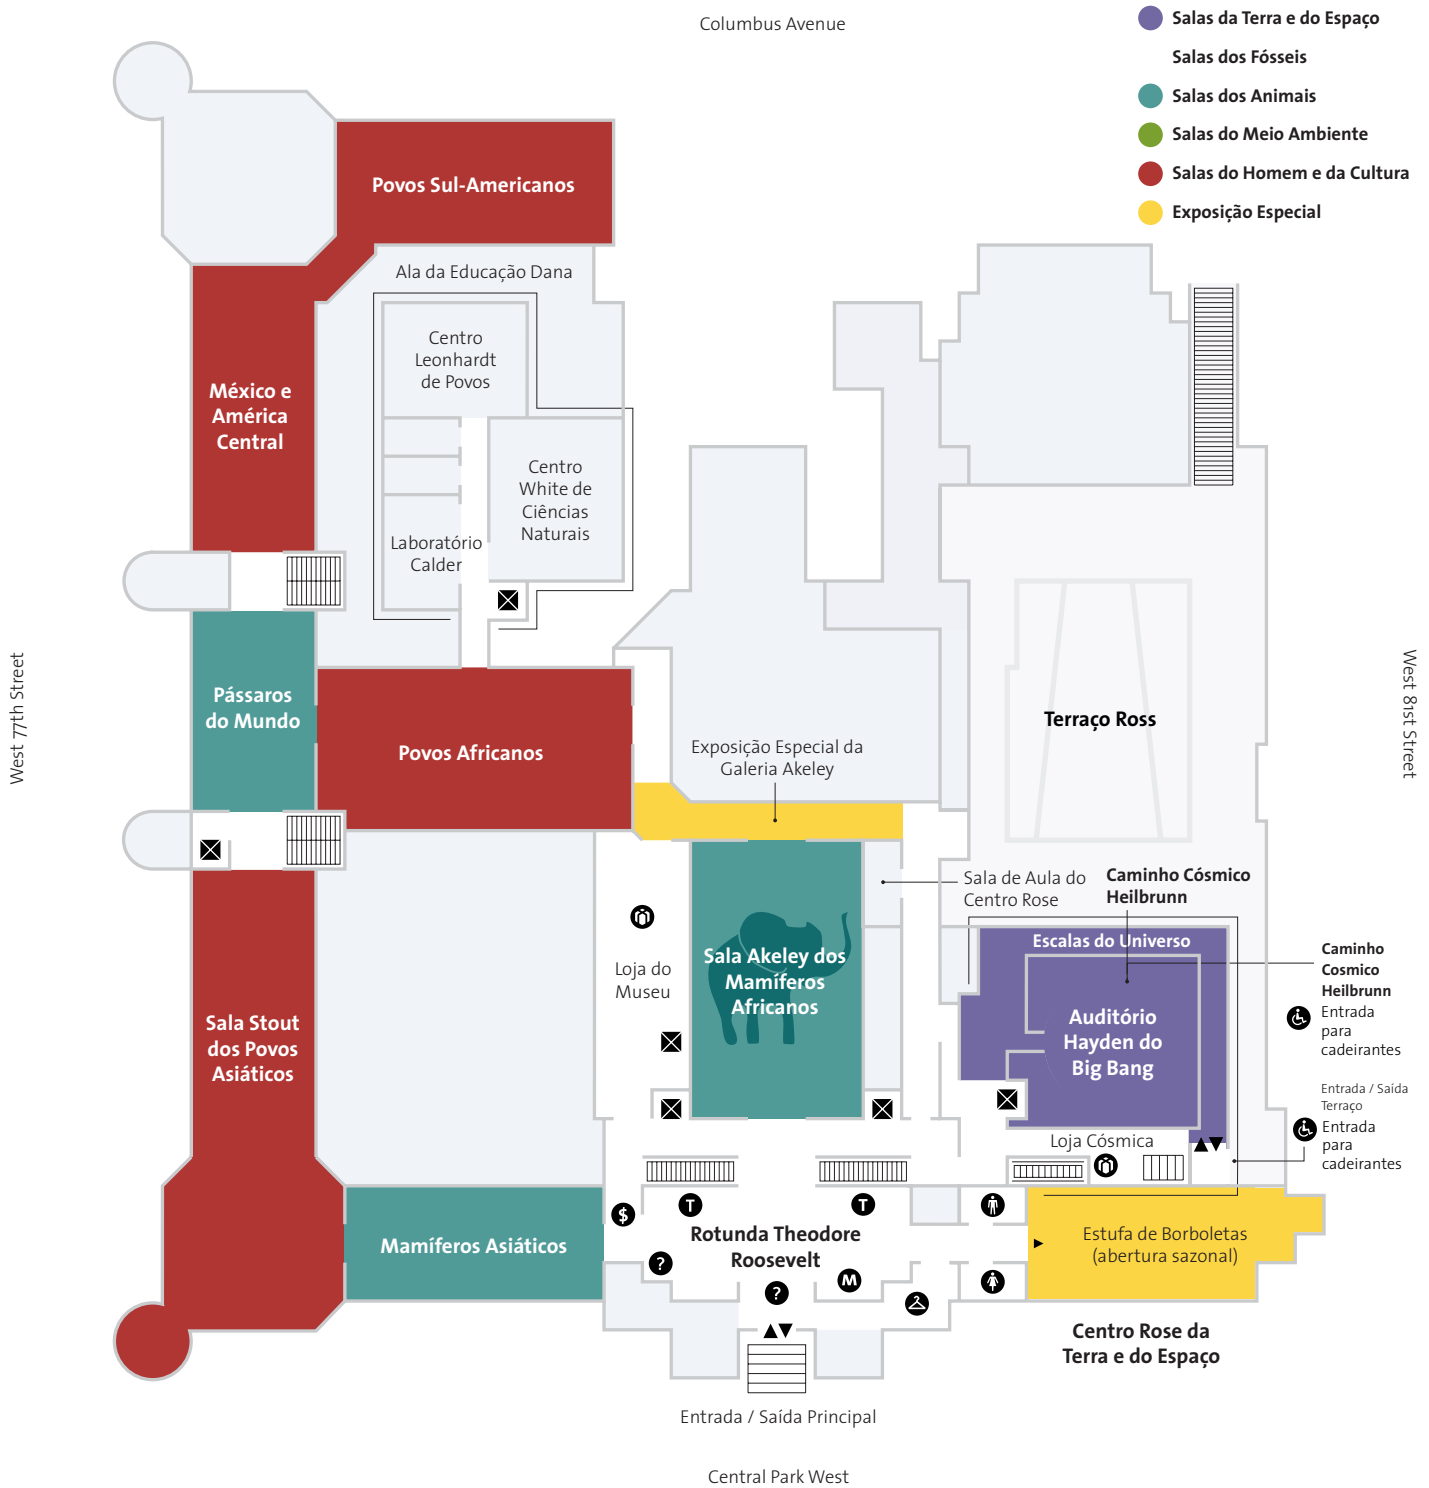 Columbus Avenue
Salas da Terra e do Espaço
Salas dos Fósseis
Salas dos Animais
Salas do Meio Ambiente
Salas do Homem e da Cultura
Exposição Especial
Povos Sul-Americanos
Ala da Educação Dana
Centro
Leonhardt
de Povos
México e
América
Central
Centro
White de
Ciências
Naturais
Laboratório
Calder
West 77th Street
West 81st Street
Pássaros
do Mundo
Povos Africanos
Terraço Ross
Exposição Especial da
Galeria Akeley
Sala de Aula do
Centro Rose
Caminho Cósmico
Heilbrunn
Escalas do Universo
Caminho
Cosmico
Heilbrunn
Entrada
para
cadeirantes
Loja do
Museu
Sala Akeley dos
Mamíferos
Africanos
Auditório
Hayden do
Big Bang
Sala Stout
dos Povos
Asiáticos
Entrada / Saída
Terraço
Entrada
para
cadeirantes
Loja Cósmica
$
T
T
Rotunda Theodore
Roosevelt
?
?
M
Mamíferos Asiáticos
Estufa de Borboletas
(abertura sazonal)
Centro Rose da
Terra e do Espaço
Entrada / Saída Principal
Central Park West